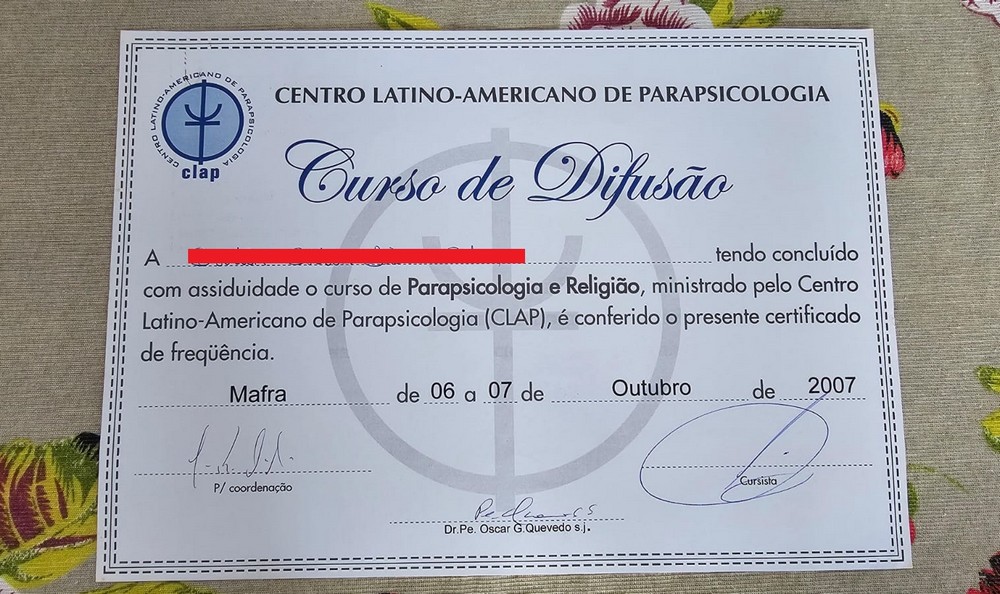 CENTRO LATINO-AMERICANO DE PARAPSICOLOGIA
clap
CENTRO LATINO-AMERICANO DE PARAPSICOLOGIA
Curso de Difusão
A tendo concluído
com assiduidade o curso de Parapsicologia e Religião, ministrado pelo Centro
Latino-Americano de Parapsicologia (CLAP), é conferido o presente certificado
de freqüência.
Mafra de 06 a 07 de Outubro de 2007
P/ coordenação
Cursista
Dr.Pe. Oscar G.Quevedo s.j.